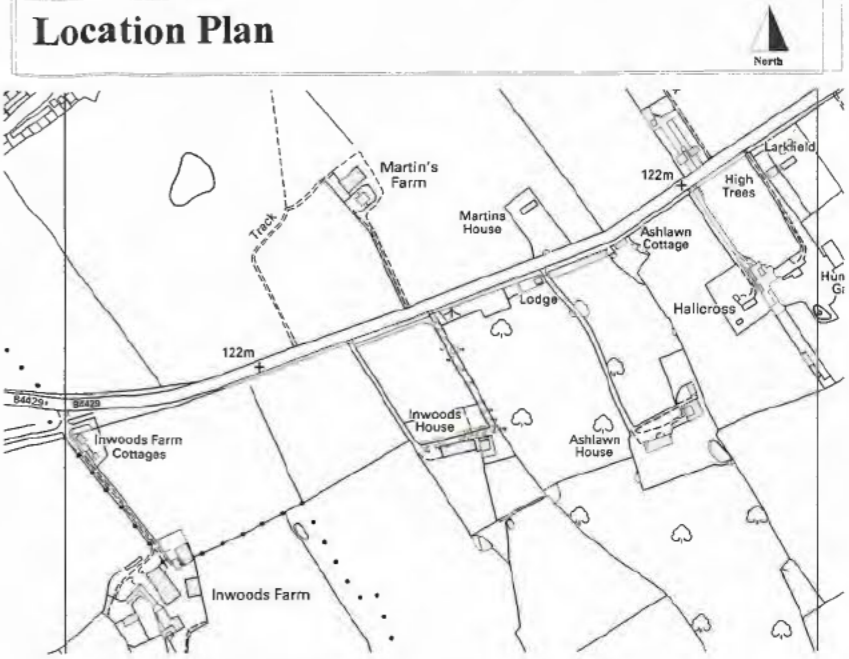 Location Plan
North
Larkfield
Martin's
Farm
122m
High
Trees
Track
Martins
House
Ashlawn
Cottage
Lodge
Hallcross
122m
B4429
B4429
Inwoods
House
Inwoods Farm
Cottages
Ashlawn
House
Inwoods Farm